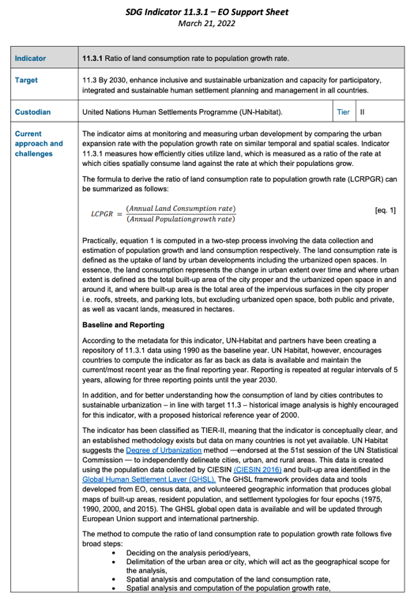 SDG Indicator 11.3.1 – EO Support Sheet
March 21, 2022
Indicator
11.3.1 Ratio of land consumption rate to population growth rate.
Target
11.3 By 2030, enhance inclusive and sustainable urbanization and capacity for participatory,
integrated and sustainable human settlement planning and management in all countries.
Custodian
United Nations Human Settlements Programme (UN-Habitat).
Tier
II
Current
approach and
challenges
The indicator aims at monitoring and measuring urban development by comparing the urban
expansion rate with the population growth rate on similar temporal and spatial scales. Indicator
11.3.1 measures how efficiently cities utilize land, which is measured as a ratio of the rate at
which cities spatially consume land against the rate at which their populations grow.
The formula to derive the ratio of land consumption rate to population growth rate (LCRPGR) can
be summarized as follows:
LCPGR = (Annual Land Consumption rate) / (Annual Populationgrowth rate) [eq. 1]
Practically, equation 1 is computed in a two-step process involving the data collection and
estimation of population growth and land consumption respectively. The land consumption rate is
defined as the uptake of land by urban developments including the urbanized open spaces. In
essence, the land consumption represents the change in urban extent over time and where urban
extent is defined as the total built-up area of the city proper and the urbanized open space in and
around it, and where built-up area is the total area of the impervious surfaces in the city proper
i.e. roofs, streets, and parking lots, but excluding urbanized open space, both public and private,
as well as vacant lands, measured in hectares.
Baseline and Reporting
According to the metadata for this indicator, UN-Habitat and partners have been creating a
repository of 11.3.1 data using 1990 as the baseline year. UN Habitat, however, encourages
countries to compute the indicator as far as back as data is available and maintain the
current/most recent year as the final reporting year. Reporting is repeated at regular intervals of 5
years, allowing for three reporting points until the year 2030.
In addition, and for better understanding how the consumption of land by cities contributes to
sustainable urbanization – in line with target 11.3 – historical image analysis is highly encouraged
for this indicator, with a proposed historical reference year of 2000.
The indicator has been classified as TIER-II, meaning that the indicator is conceptually clear, and
an established methodology exists but data on many countries is not yet available. UN Habitat
suggests the Degree of Urbanization method —endorsed at the 51st session of the UN Statistical
Commission — to independently delineate cities, urban, and rural areas. This data is created
using the population data collected by CIESIN (CIESIN 2016) and built-up area identified in the
Global Human Settlement Layer (GHSL). The GHSL framework provides data and tools
developed from EO, census data, and volunteered geographic information that produces global
maps of built-up areas, resident population, and settlement typologies for four epochs (1975,
1990, 2000, and 2015). The GHSL global open data is available and will be updated through
European Union support and international partnership.
The method to compute the ratio of land consumption rate to population growth rate follows five
broad steps:
• Deciding on the analysis period/years,
• Delimitation of the urban area or city, which will act as the geographical scope for
the analysis,
• Spatial analysis and computation of the land consumption rate,
• Spatial analysis and computation of the population growth rate,